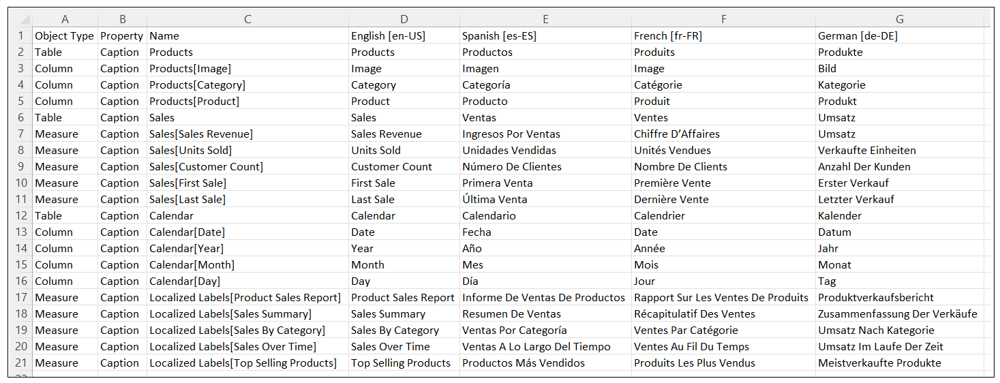 A B C D E F G
1 Object Type Property Name English [en-US] Spanish [es-ES] French [fr-FR] German [de-DE]
2 Table Caption Products Products Productos Produits Produkte
3 Column Caption Products[Image] Image Imagen Image Bild
4 Column Caption Products[Category] Category Categoría Catégorie Kategorie
5 Column Caption Products[Product] Product Producto Produit Produkt
6 Table Caption Sales Sales Ventas Ventes Umsatz
7 Measure Caption Sales[Sales Revenue] Sales Revenue Ingresos Por Ventas Chiffre D’Affaires Umsatz
8 Measure Caption Sales[Units Sold] Units Sold Unidades Vendidas Unités Vendues Verkaufte Einheiten
9 Measure Caption Sales[Customer Count] Customer Count Número De Clientes Nombre De Clients Anzahl Der Kunden
10 Measure Caption Sales[First Sale] First Sale Primera Venta Première Vente Erster Verkauf
11 Measure Caption Sales[Last Sale] Last Sale Última Venta Dernière Vente Letzter Verkauf
12 Table Caption Calendar Calendar Calendario Calendrier Kalender
13 Column Caption Calendar[Date] Date Fecha Date Datum
14 Column Caption Calendar[Year] Year Año Année Jahr
15 Column Caption Calendar[Month] Month Mes Mois Monat
16 Column Caption Calendar[Day] Day Día Jour Tag
17 Measure Caption Localized Labels[Product Sales Report] Product Sales Report Informe De Ventas De Productos Rapport Sur Les Ventes De Produits Produktverkaufsbericht
18 Measure Caption Localized Labels[Sales Summary] Sales Summary Resumen De Ventas Récapitulatif Des Ventes Zusammenfassung Der Verkäufe
19 Measure Caption Localized Labels[Sales By Category] Sales By Category Ventas Por Categoría Ventes Par Catégorie Umsatz Nach Kategorie
20 Measure Caption Localized Labels[Sales Over Time] Sales Over Time Ventas A Lo Largo Del Tiempo Ventes Au Fil Du Temps Umsatz Im Laufe Der Zeit
21 Measure Caption Localized Labels[Top Selling Products] Top Selling Products Productos Más Vendidos Produits Les Plus Vendus Meistverkaufte Produkte